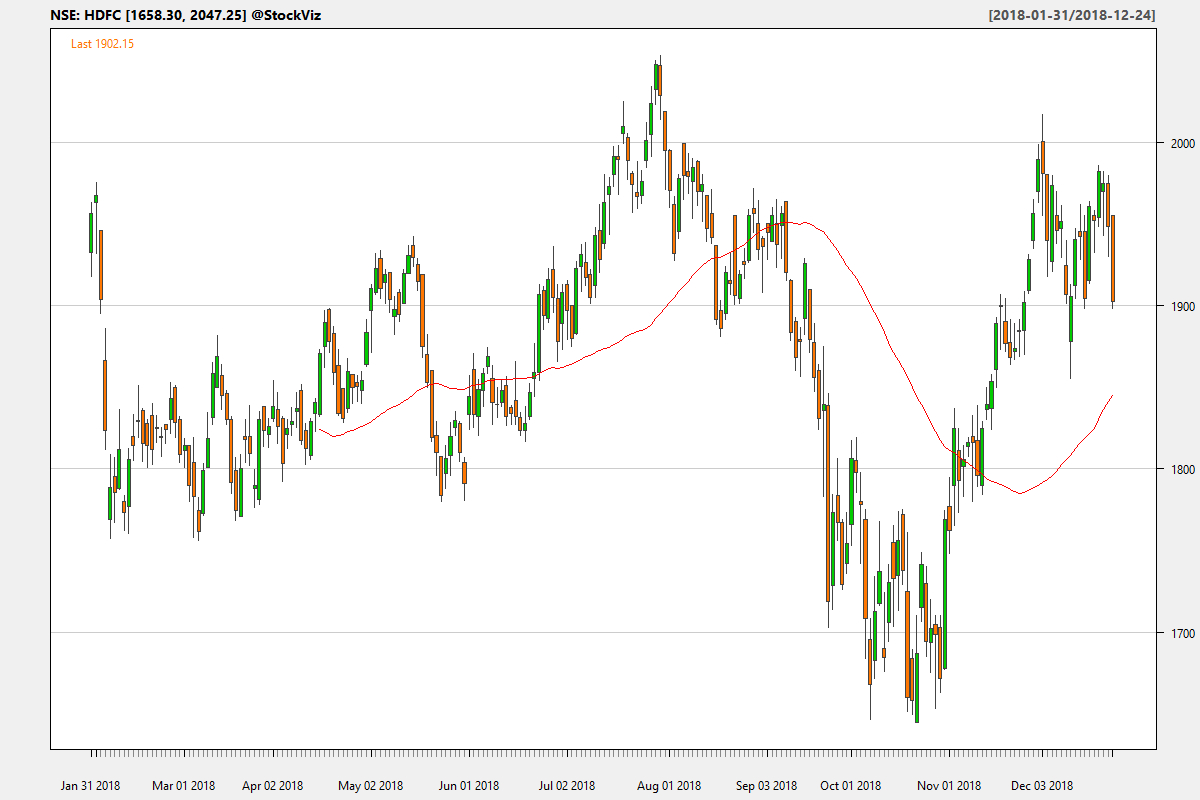 NSE: HDFC [1658.30, 2047.25] @StockViz
[2018-01-31/2018-12-24]
Last 1902.15
2000
1900
1800
1700
Jan 31 2018
Mar 01 2018
Apr 02 2018
May 02 2018
Jun 01 2018
Jul 02 2018
Aug 01 2018
Sep 03 2018
Oct 01 2018
Nov 01 2018
Dec 03 2018